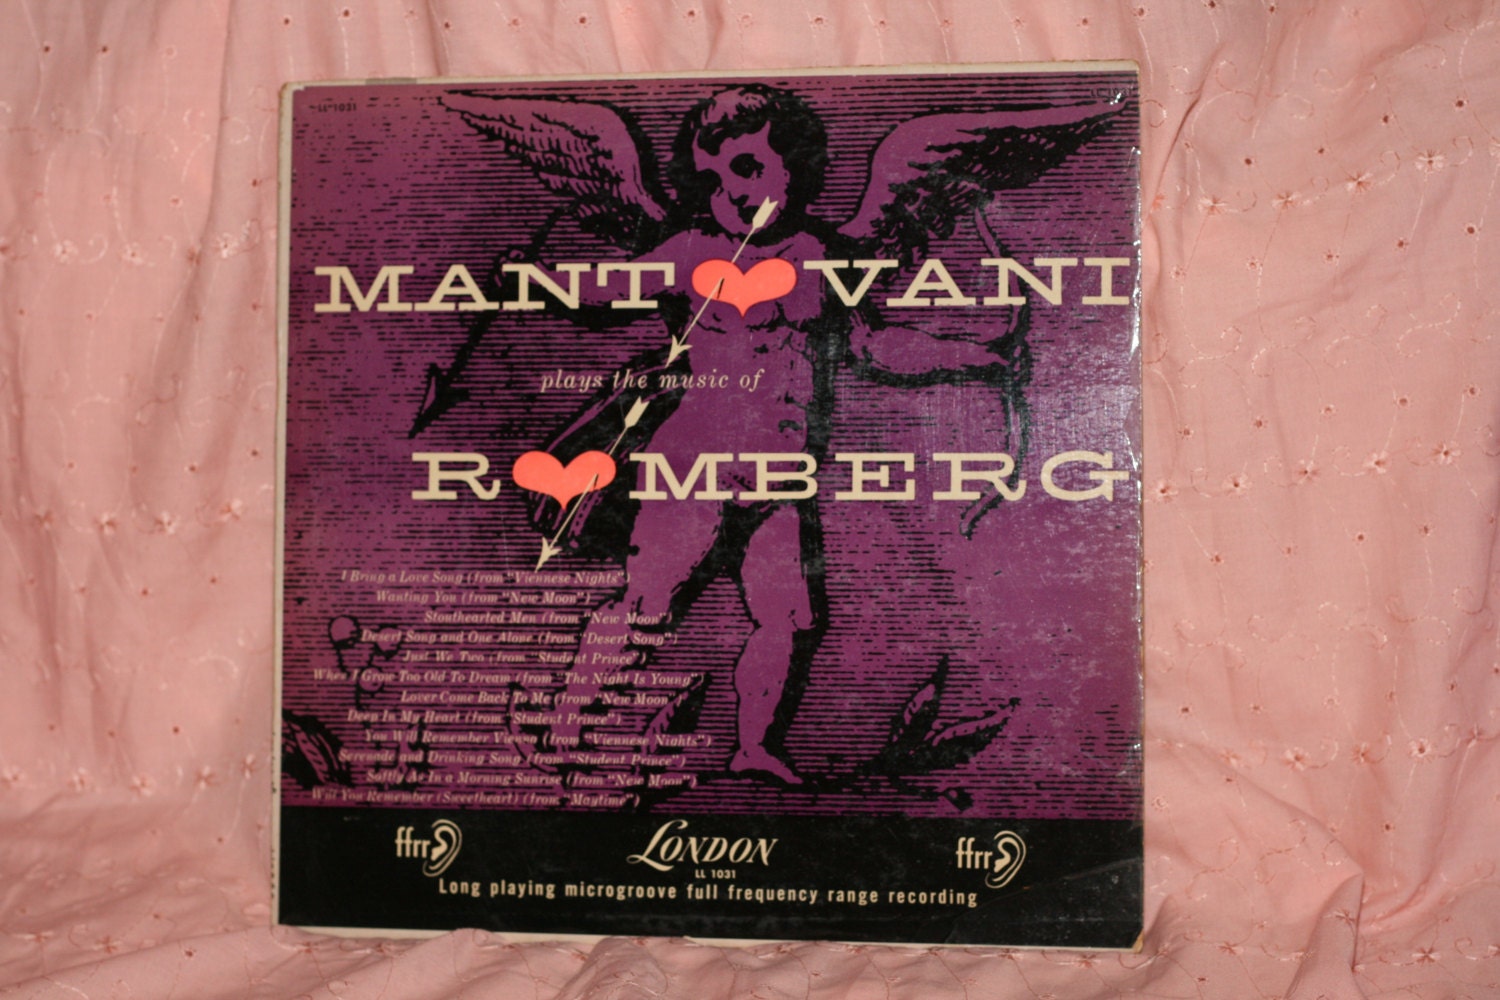 LL 1031
MANTOVANI
plays the music of
ROMBERG
I Bring a Love Song (from "Viennese Nights")
Wanting You (from "New Moon")
Stouthearted Men (from "New Moon")
Desert Song and One Alone (from "Desert Song")
Just We Two (from "Student Prince")
When I Grow Too Old To Dream (from "The Night Is Young")
Lover Come Back To Me (from "New Moon")
Deep In My Heart (from "Student Prince")
You Will Remember Vienna (from "Viennese Nights")
Serenade and Drinking Song (from "Student Prince")
Softly As In a Morning Sunrise (from "New Moon")
Will You Remember (Sweetheart) (from "Maytime")
ffrr LONDON ffrr
LL 1031
Long playing microgroove full frequency range recording